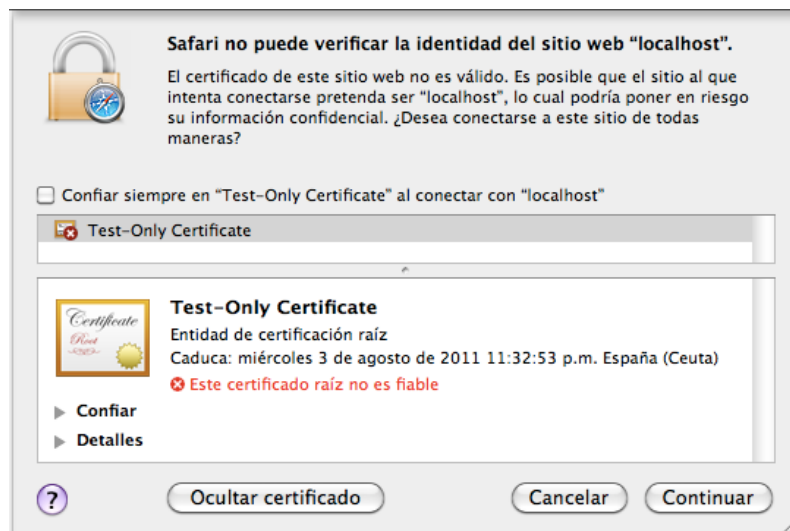 Safari no puede verificar la identidad del sitio web “localhost”.
El certificado de este sitio web no es válido. Es posible que el sitio al que
intenta conectarse pretenda ser “localhost”, lo cual podría poner en riesgo
su información confidencial. ¿Desea conectarse a este sitio de todas
maneras?
Confiar siempre en “Test-Only Certificate” al conectar con “localhost”
Test-Only Certificate
Certificate
Root
Test-Only Certificate
Entidad de certificación raíz
Caduca: miércoles 3 de agosto de 2011 11:32:53 p.m. España (Ceuta)
Este certificado raíz no es fiable
Confiar
Detalles
?
Ocultar certificado
Cancelar
Continuar